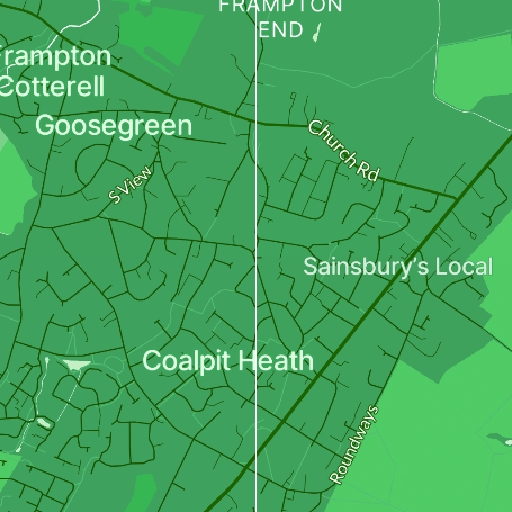 FRAMPTON
END
Frampton
Cotterell
Goosegreen
Church Rd
S View
Sainsbury's Local
Coalpit Heath
Roundways